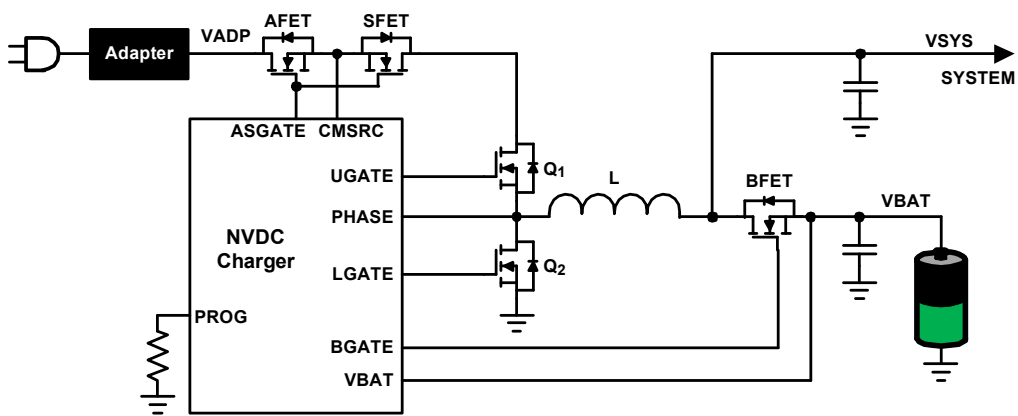 AFET
SFET
VADP
Adapter
VSYS
SYSTEM
ASGATE
CMSRC
UGATE
Q1
L
BFET
PHASE
VBAT
NVDC
Charger
LGATE
Q2
PROG
BGATE
VBAT